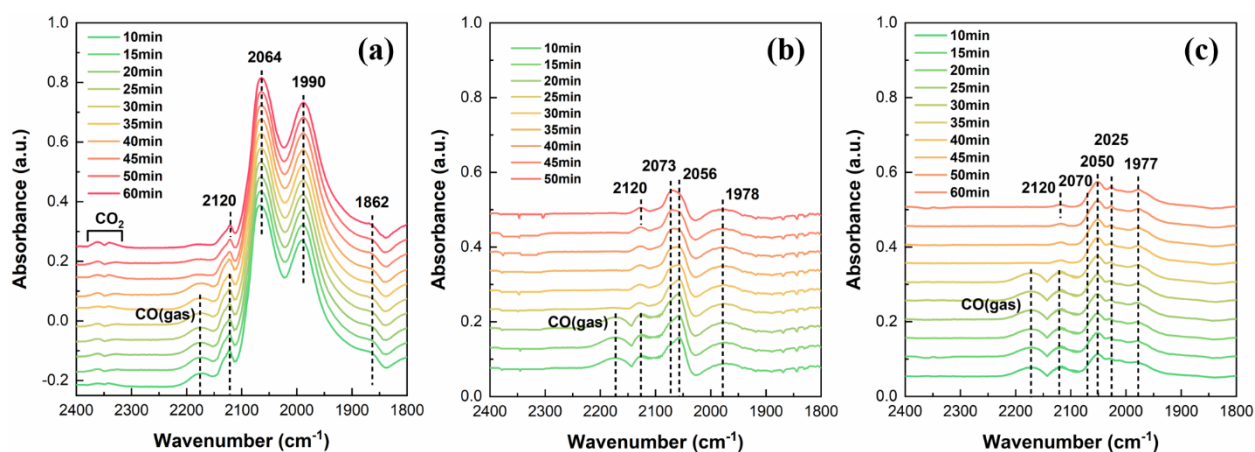 (a)
10min
15min
20min
25min
30min
35min
40min
45min
50min
60min
2064
1990
2120
1862
CO2
CO(gas)
1.0
0.8
0.6
0.4
0.2
0.0
-0.2
Absorbance (a.u.)
2400 2300 2200 2100 2000 1900 1800
Wavenumber (cm-1)
(b)
10min
15min
20min
25min
30min
35min
40min
45min
50min
2073
2056
2120
1978
CO(gas)
1.0
0.8
0.6
0.4
0.2
0.0
Absorbance (a.u.)
2400 2300 2200 2100 2000 1900 1800
Wavenumber (cm-1)
(c)
10min
15min
20min
25min
30min
35min
40min
45min
50min
60min
2025
2050
2120 2070
1977
CO(gas)
1.0
0.8
0.6
0.4
0.2
0.0
Absorbance (a.u.)
2400 2300 2200 2100 2000 1900 1800
Wavenumber (cm-1)